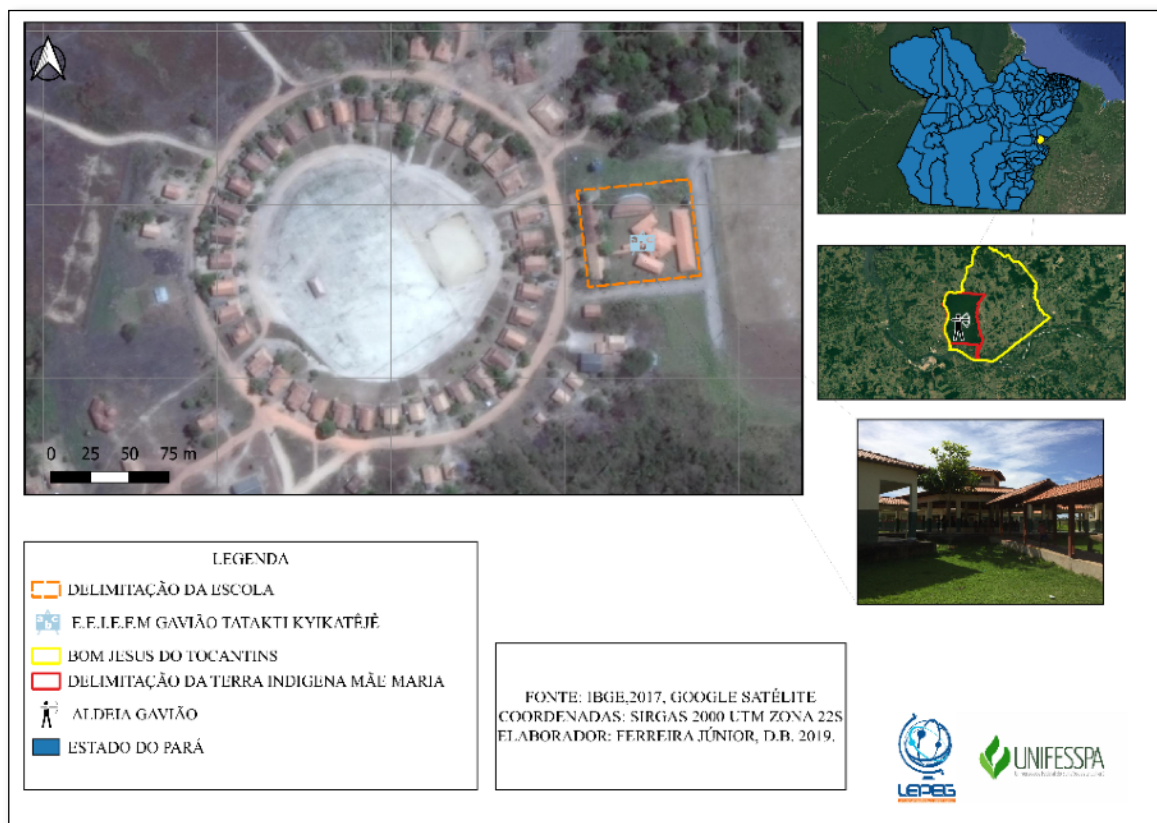 0 25 50 75 m
LEGENDA
DELIMITAÇÃO DA ESCOLA
abc
E.E.I.E.F.M GAVIÃO TATAKTI KYIKATÊJÊ
BOM JESUS DO TOCANTINS
DELIMITAÇÃO DA TERRA INDIGENA MÃE MARIA
ALDEIA GAVIÃO
ESTADO DO PARÁ
FONTE: IBGE,2017, GOOGLE SATÉLITE
COORDENADAS: SIRGAS 2000 UTM ZONA 22S
ELABORADOR: FERREIRA JÚNIOR, D.B. 2019.
LEPEG
UNIFESSPA